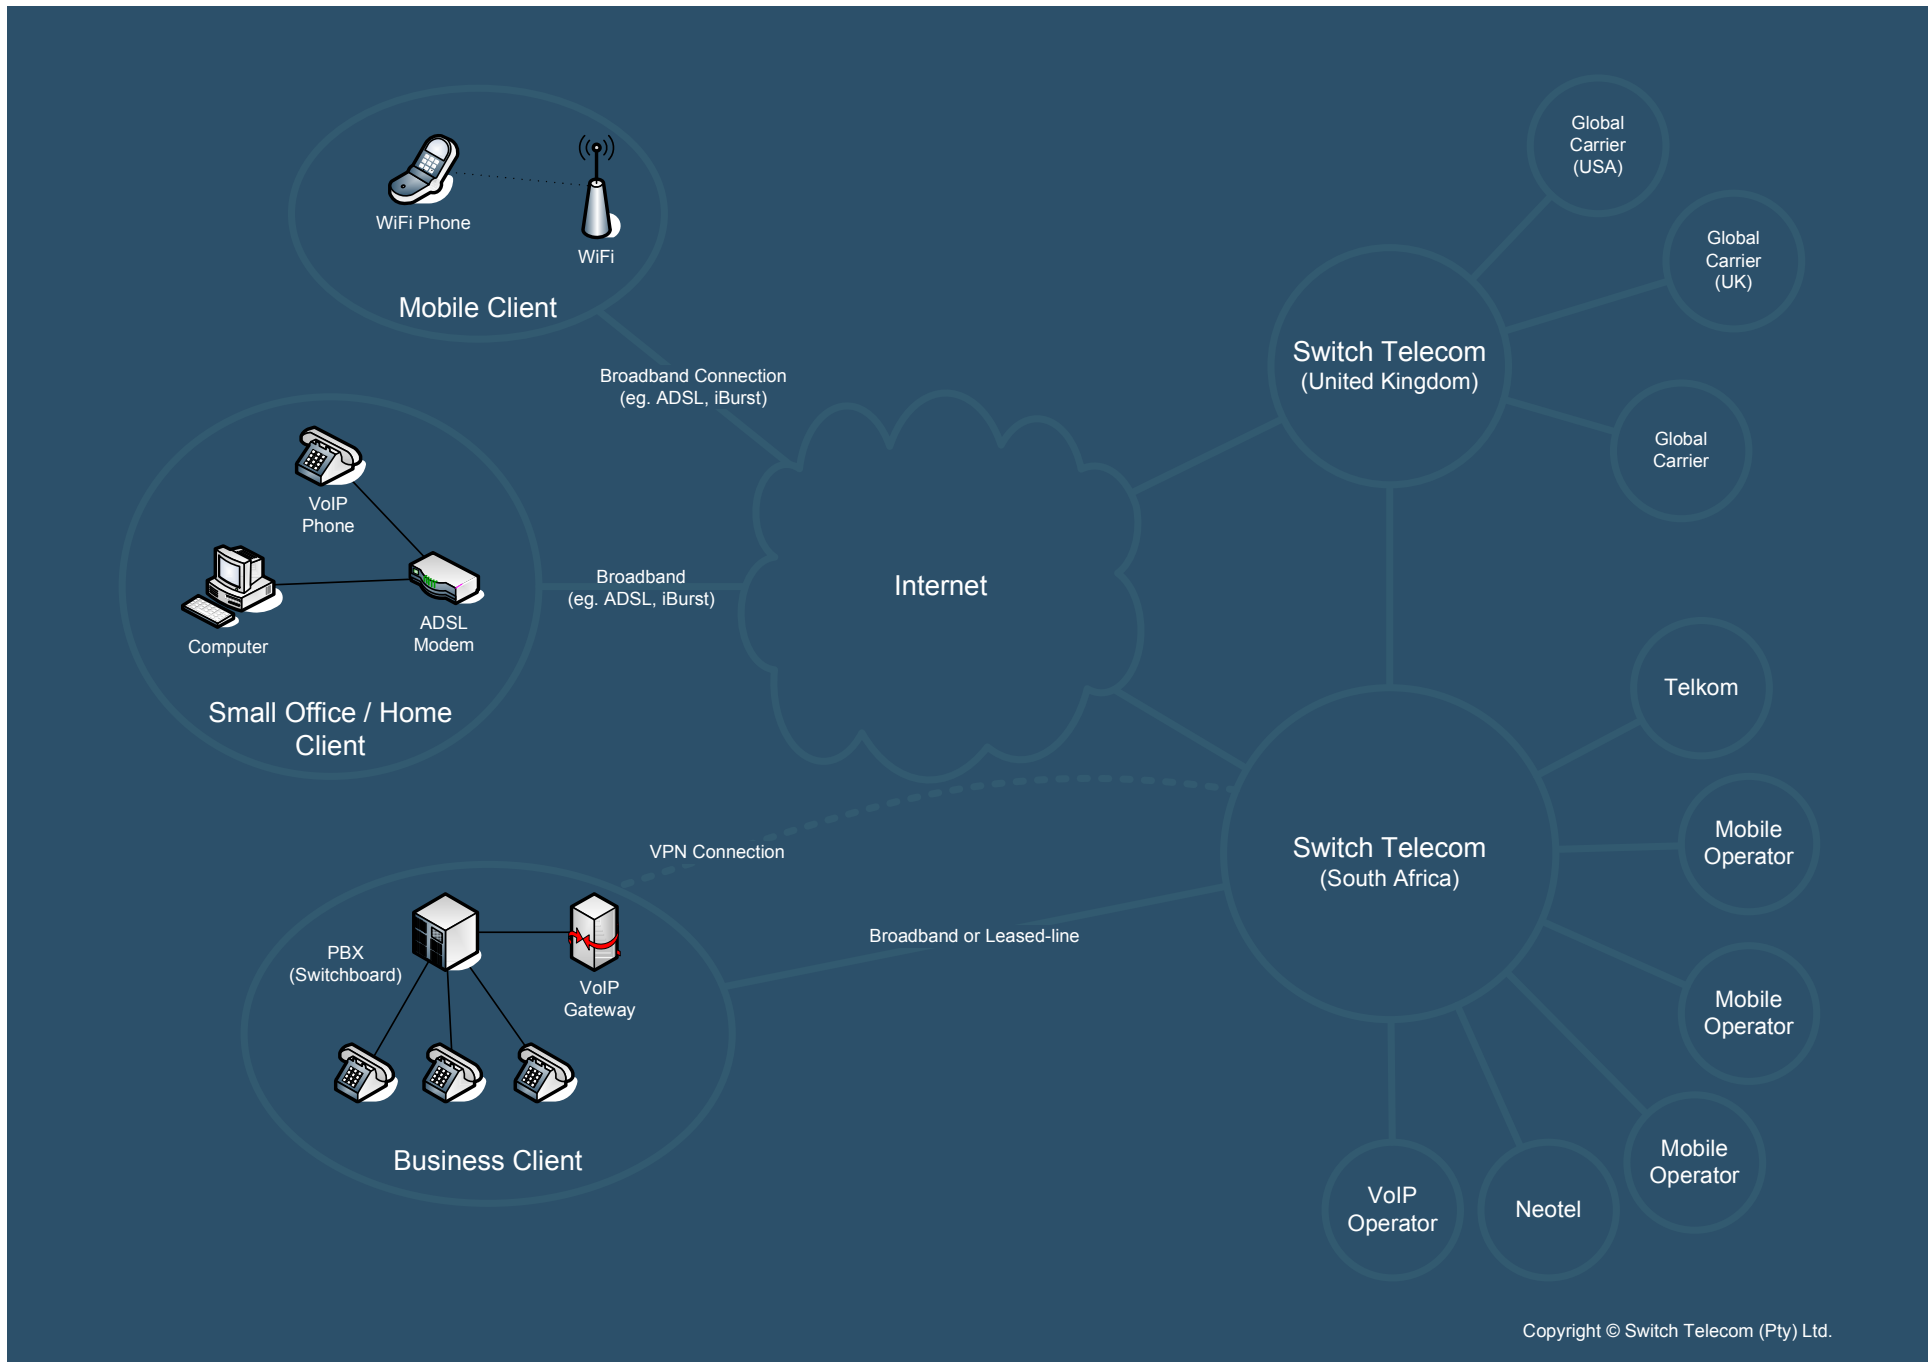 Global
Carrier
(USA)
WiFi Phone
WiFi
Mobile Client
Global
Carrier
(UK)
Switch Telecom
(United Kingdom)
Broadband Connection
(eg. ADSL, iBurst)
Global
Carrier
VoIP
Phone
Computer
ADSL
Modem
Broadband
(eg. ADSL, iBurst)
Internet
Small Office / Home
Client
Telkom
VPN Connection
Switch Telecom
(South Africa)
Mobile
Operator
PBX
(Switchboard)
VoIP
Gateway
Broadband or Leased-line
Mobile
Operator
Business Client
Mobile
Operator
VoIP
Operator
Neotel
Copyright © Switch Telecom (Pty) Ltd.